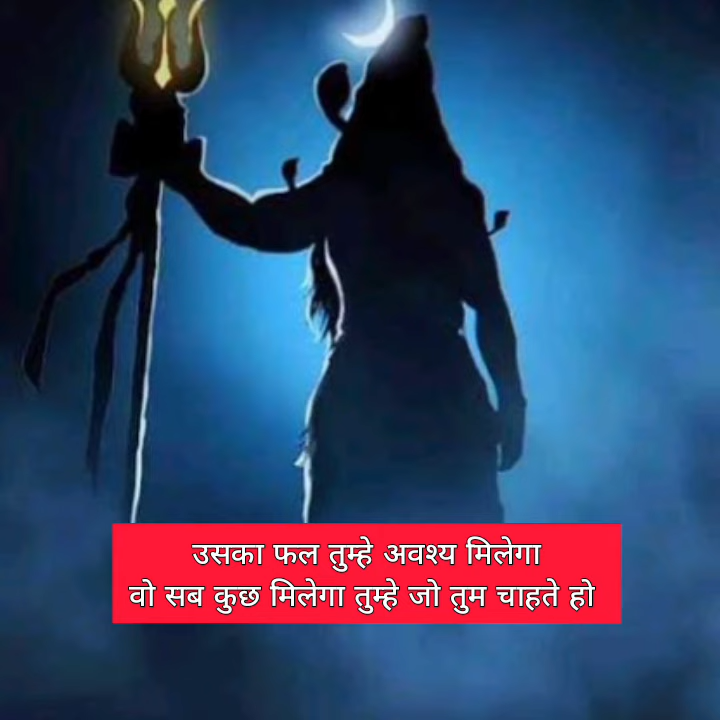 उसका फल तुम्हे अवश्य मिलेगा
वो सब कुछ मिलेगा तुम्हे जो तुम चाहते हो